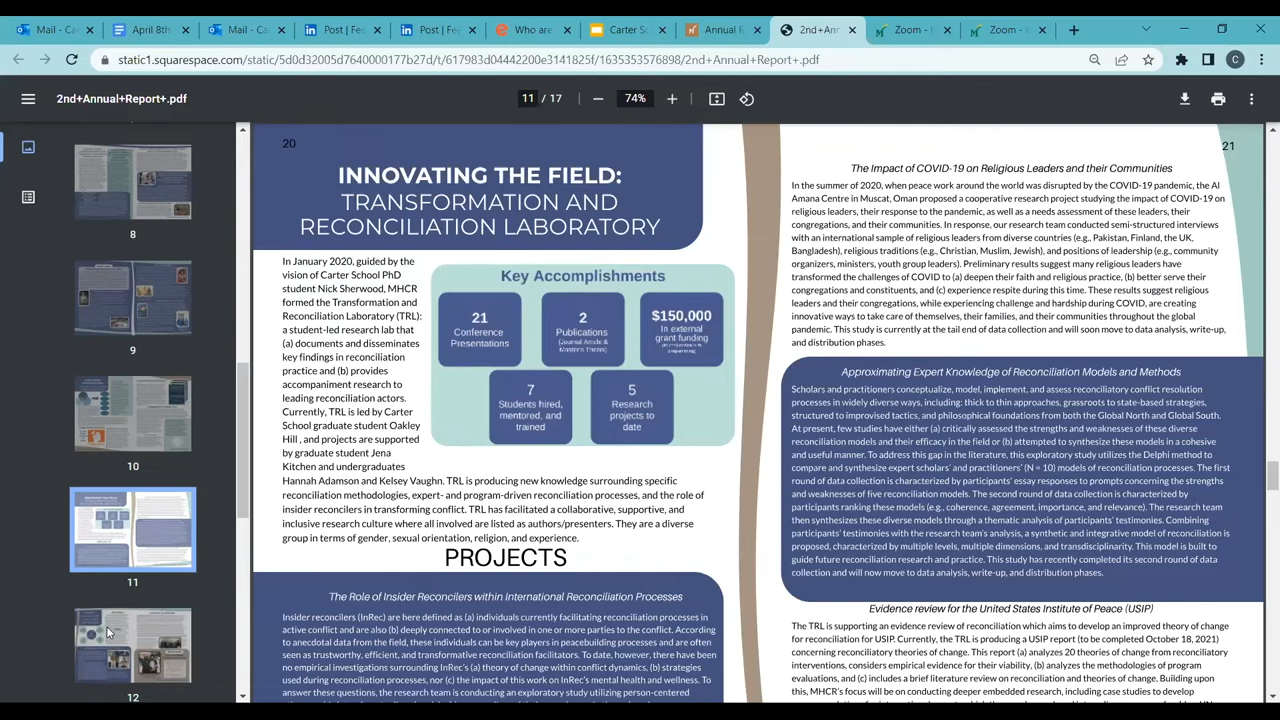 Mail - Ca
April 8th
Mail - Ca
Post | Fee
Post | Fee
Who are
Carter Sc
Annual R
2nd+Ann
Zoom -
Zoom -
static1.squarespace.com/static/5d0d32005d7640000177b27d/t/617983d04442200e3141825f/1635353576898/2nd+Annual+Report+.pdf
C
2nd+Annual+Report+.pdf
11 / 17
74%
8
9
10
11
12
20
INNOVATING THE FIELD:
TRANSFORMATION AND
RECONCILIATION LABORATORY
In January 2020, guided by the
vision of Carter School PhD
student Nick Sherwood, MHCR
formed the Transformation and
Reconciliation Laboratory (TRL):
a student-led research lab that
(a) documents and disseminates
key findings in reconciliation
practice and (b) provides
accompaniment research to
leading reconciliation actors.
Currently, TRL is led by Carter
School graduate student Oakley
Hill , and projects are supported
by graduate student Jena
Kitchen and undergraduates
Hannah Adamson and Kelsey Vaughn. TRL is producing new knowledge surrounding specific
reconciliation methodologies, expert- and program-driven reconciliation processes, and the role of
insider reconcilers in transforming conflict. TRL has facilitated a collaborative, supportive, and
inclusive research culture where all involved are listed as authors/presenters. They are a diverse
group in terms of gender, sexual orientation, religion, and experience.
Key Accomplishments
21
Conference
Presentations
2
Publications
(Journal Article &
Master's Thesis)
$150,000
In external
grant funding
7
Students hired,
mentored, and
trained
5
Research
projects to
date
PROJECTS
The Role of Insider Reconcilers within International Reconciliation Processes
Insider reconcilers (InRec) are here defined as (a) individuals currently facilitating reconciliation processes in
active conflict and are also (b) deeply connected to or involved in one or more parties to the conflict. According
to anecdotal data from the field, these individuals can be key players in peacebuilding processes and are often
seen as trustworthy, efficient, and transformative reconciliation facilitators. To date, however, there have been
no empirical investigations surrounding InRec's (a) theory of change within conflict dynamics, (b) strategies
used during reconciliation processes, nor (c) the impact of this work on InRec's mental health and wellness. To
answer these questions, the research team is conducting an exploratory study utilizing person-centered
21
The Impact of COVID-19 on Religious Leaders and their Communities
In the summer of 2020, when peace work around the world was disrupted by the COVID-19 pandemic, the Al
Amana Centre in Muscat, Oman proposed a cooperative research project studying the impact of COVID-19 on
religious leaders, their response to the pandemic, as well as a needs assessment of these leaders, their
congregations, and their communities. In response, our research team conducted semi-structured interviews
with an international sample of religious leaders from diverse countries (e.g., Pakistan, Finland, the UK,
Bangladesh), religious traditions (e.g., Christian, Muslim, Jewish), and positions of leadership (e.g., community
organizers, ministers, youth group leaders). Preliminary results suggest many religious leaders have
transformed the challenges of COVID to (a) deepen their faith and religious practice, (b) better serve their
congregations and constituents, and (c) experience respite during this time. These results suggest religious
leaders and their congregations, while experiencing challenge and hardship during COVID, are creating
innovative ways to take care of themselves, their families, and their communities throughout the global
pandemic. This study is currently at the tail end of data collection and will soon move to data analysis, write-up,
and distribution phases.
Approximating Expert Knowledge of Reconciliation Models and Methods
Scholars and practitioners conceptualize, model, implement, and assess reconciliatory conflict resolution
processes in widely diverse ways, including: thick to thin approaches, grassroots to state-based strategies,
structured to improvised tactics, and philosophical foundations from both the Global North and Global South.
At present, few studies have either (a) critically assessed the strengths and weaknesses of these diverse
reconciliation models and their efficacy in the field or (b) attempted to synthesize these models in a cohesive
and useful manner. To address this gap in the literature, this exploratory study utilizes the Delphi method to
compare and synthesize expert scholars' and practitioners' (N = 10) models of reconciliation processes. The first
round of data collection is characterized by participants' essay responses to prompts concerning the strengths
and weaknesses of five reconciliation models. The second round of data collection is characterized by
participants ranking these models (e.g., coherence, agreement, importance, and relevance). The research team
then synthesizes these diverse models through a thematic analysis of participants' testimonies. Combining
participants' testimonies with the research team's analysis, a synthetic and integrative model of reconciliation is
proposed, characterized by multiple levels, multiple dimensions, and transdisciplinarity. This model is built to
guide future reconciliation research and practice. This study has recently completed its second round of data
collection and will now move to data analysis, write-up, and distribution phases.
Evidence review for the United States Institute of Peace (USIP)
The TRL is supporting an evidence review of reconciliation which aims to develop an improved theory of change
for reconciliation for USIP. Currently, the TRL is producing a USIP report (to be completed October 18, 2021)
concerning reconciliatory theories of change. This report (a) analyzes 20 theories of change from reconciliatory
interventions, considers empirical evidence for their viability, (b) analyzes the methodologies of program
evaluations, and (c) includes a brief literature review on reconciliation and theories of change. Building upon
this, MHCR's focus will be on conducting deeper embedded research, including case studies to develop